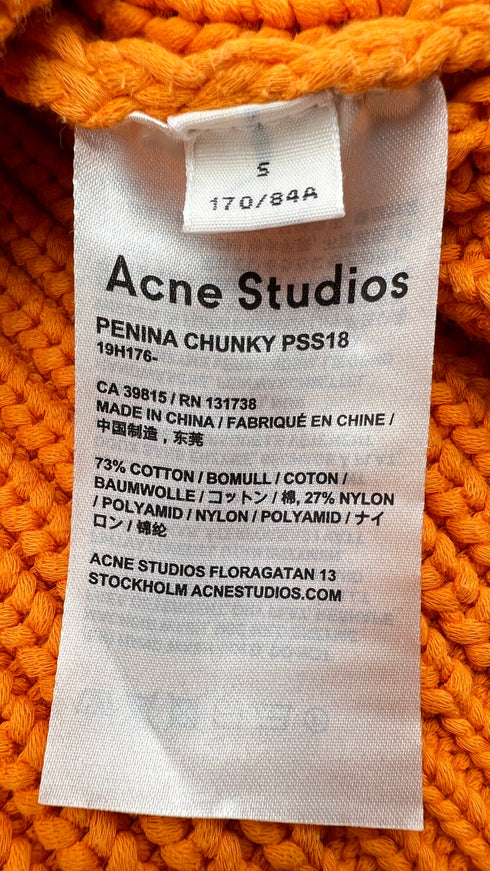 S
170/84A
Acne Studios
PENINA CHUNKY PSS18
19H176-
CA 39815 / RN 131738
MADE IN CHINA / FABRIQUÉ EN CHINE /
中国制造 , 东莞
73% COTTON / BOMULL / COTON /
BAUMWOLLE / コットン / 棉, 27% NYLON
/ POLYAMID / NYLON / POLYAMID / ナイ
ロン / 锦纶
ACNE STUDIOS FLORAGATAN 13
STOCKHOLM ACNESTUDIOS.COM